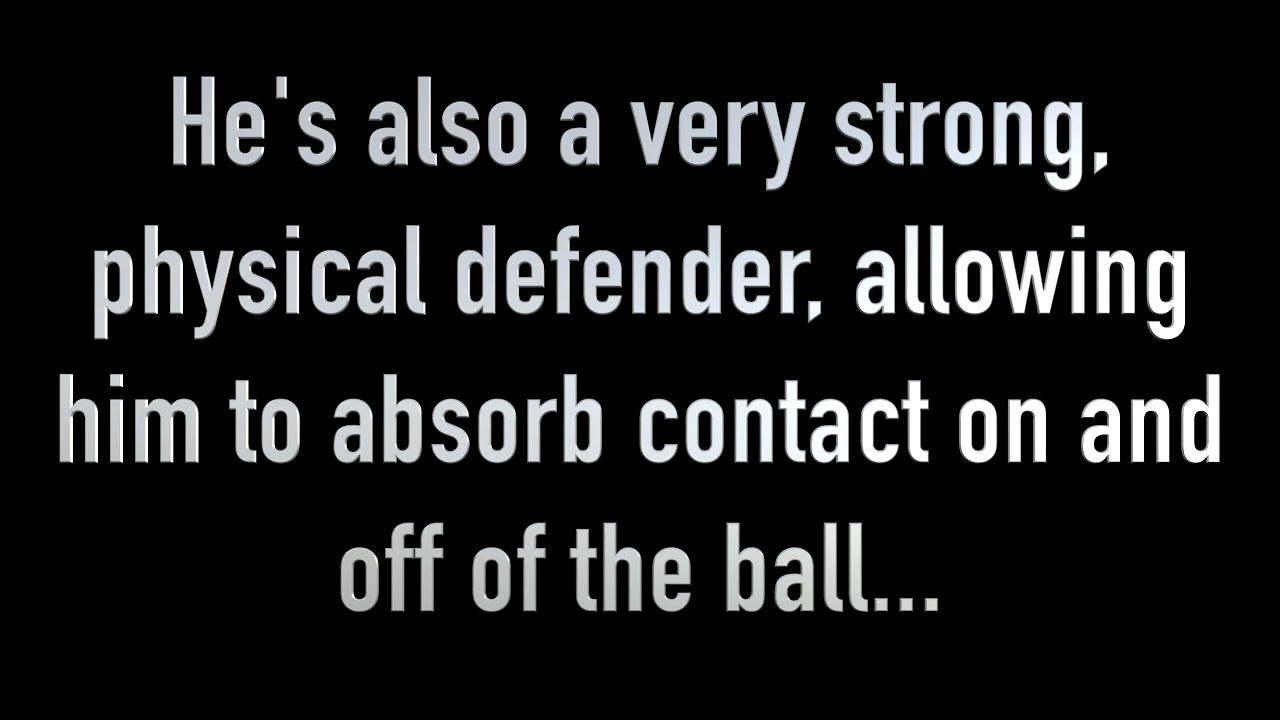 He's also a very strong,
physical defender, allowing
him to absorb contact on and
off of the ball...